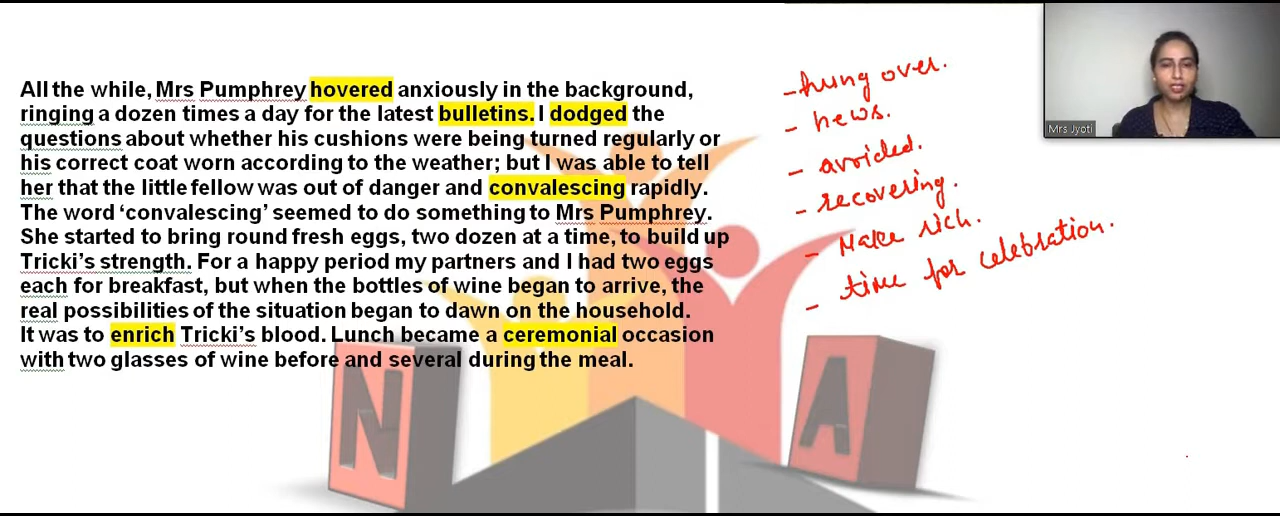 All the while, Mrs Pumphrey hovered anxiously in the background,
ringing a dozen times a day for the latest bulletins. I dodged the
questions about whether his cushions were being turned regularly or
his correct coat worn according to the weather; but I was able to tell
her that the little fellow was out of danger and convalescing rapidly.
The word ‘convalescing’ seemed to do something to Mrs Pumphrey.
She started to bring round fresh eggs, two dozen at a time, to build up
Tricki’s strength. For a happy period my partners and I had two eggs
each for breakfast, but when the bottles of wine began to arrive, the
real possibilities of the situation began to dawn on the household.
It was to enrich Tricki’s blood. Lunch became a ceremonial occasion
with two glasses of wine before and several during the meal.
- hung over.
- news.
- avoided.
- recovering.
- Make rich.
- time for celebration.
Mrs Jyoti
N
A